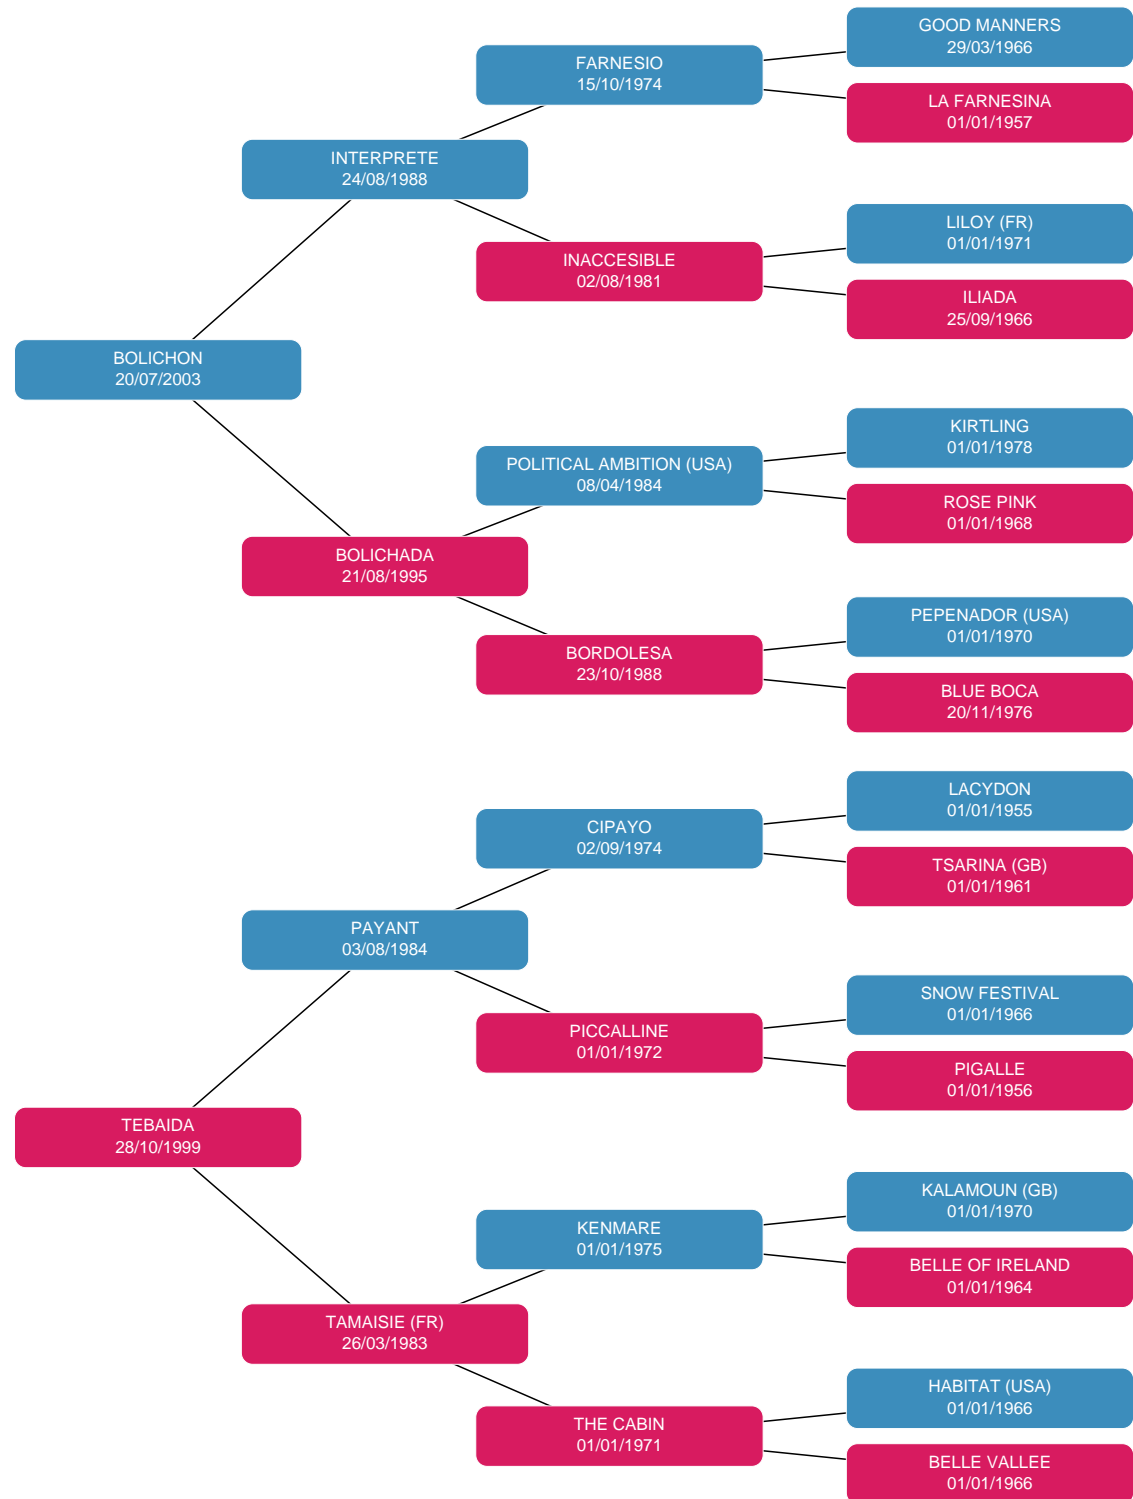 GOOD MANNERS
29/03/1966
FARNESIO
15/10/1974
LA FARNESINA
01/01/1957
INTERPRETE
24/08/1988
LILOY (FR)
01/01/1971
INACCESIBLE
02/08/1981
ILIADA
25/09/1966
BOLICHON
20/07/2003
KIRTLING
01/01/1978
POLITICAL AMBITION (USA)
08/04/1984
ROSE PINK
01/01/1968
BOLICHADA
21/08/1995
PEPENADOR (USA)
01/01/1970
BORDOLESA
23/10/1988
BLUE BOCA
20/11/1976
LACYDON
01/01/1955
CIPAYO
02/09/1974
TSARINA (GB)
01/01/1961
PAYANT
03/08/1984
SNOW FESTIVAL
01/01/1966
PICCALLINE
01/01/1972
PIGALLE
01/01/1956
TEBAIDA
28/10/1999
KALAMOUN (GB)
01/01/1970
KENMARE
01/01/1975
BELLE OF IRELAND
01/01/1964
TAMAISIE (FR)
26/03/1983
HABITAT (USA)
01/01/1966
THE CABIN
01/01/1971
BELLE VALLEE
01/01/1966